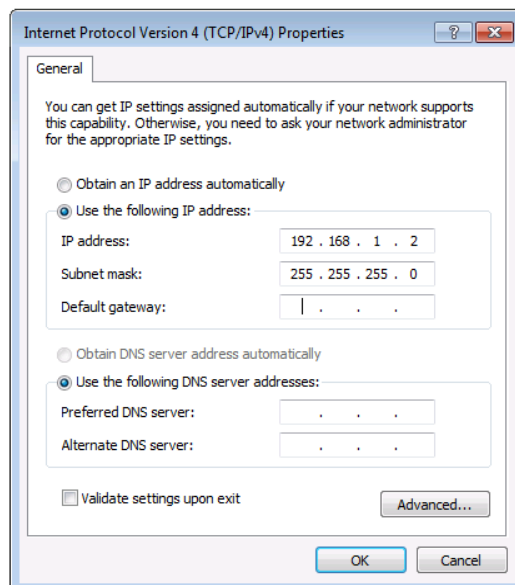 Internet Protocol Version 4 (TCP/IPv4) Properties
General
You can get IP settings assigned automatically if your network supports
this capability. Otherwise, you need to ask your network administrator
for the appropriate IP settings.
Obtain an IP address automatically
Use the following IP address:
IP address: 192 . 168 . 1 . 2
Subnet mask: 255 . 255 . 255 . 0
Default gateway: . . .
Obtain DNS server address automatically
Use the following DNS server addresses:
Preferred DNS server: . . .
Alternate DNS server: . . .
Validate settings upon exit
Advanced...
OK Cancel